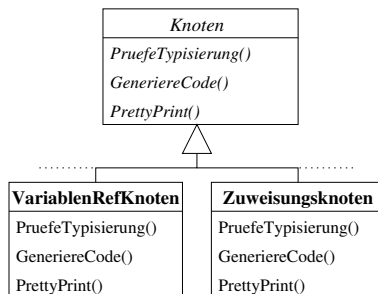 Knoten
PruefeTypisierung()
GeneriereCode()
PrettyPrint()
VariablenRefKnoten
PruefeTypisierung()
GeneriereCode()
PrettyPrint()
Zuweisungsknoten
PruefeTypisierung()
GeneriereCode()
PrettyPrint()